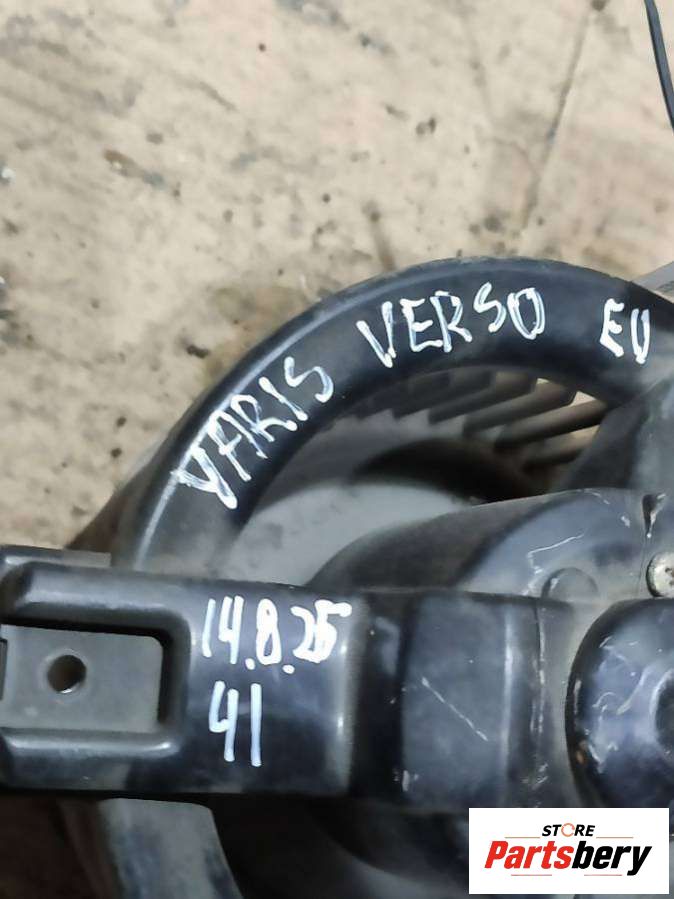 YARIS VERSO EU
14.8.25
41
STORE
Partsbery